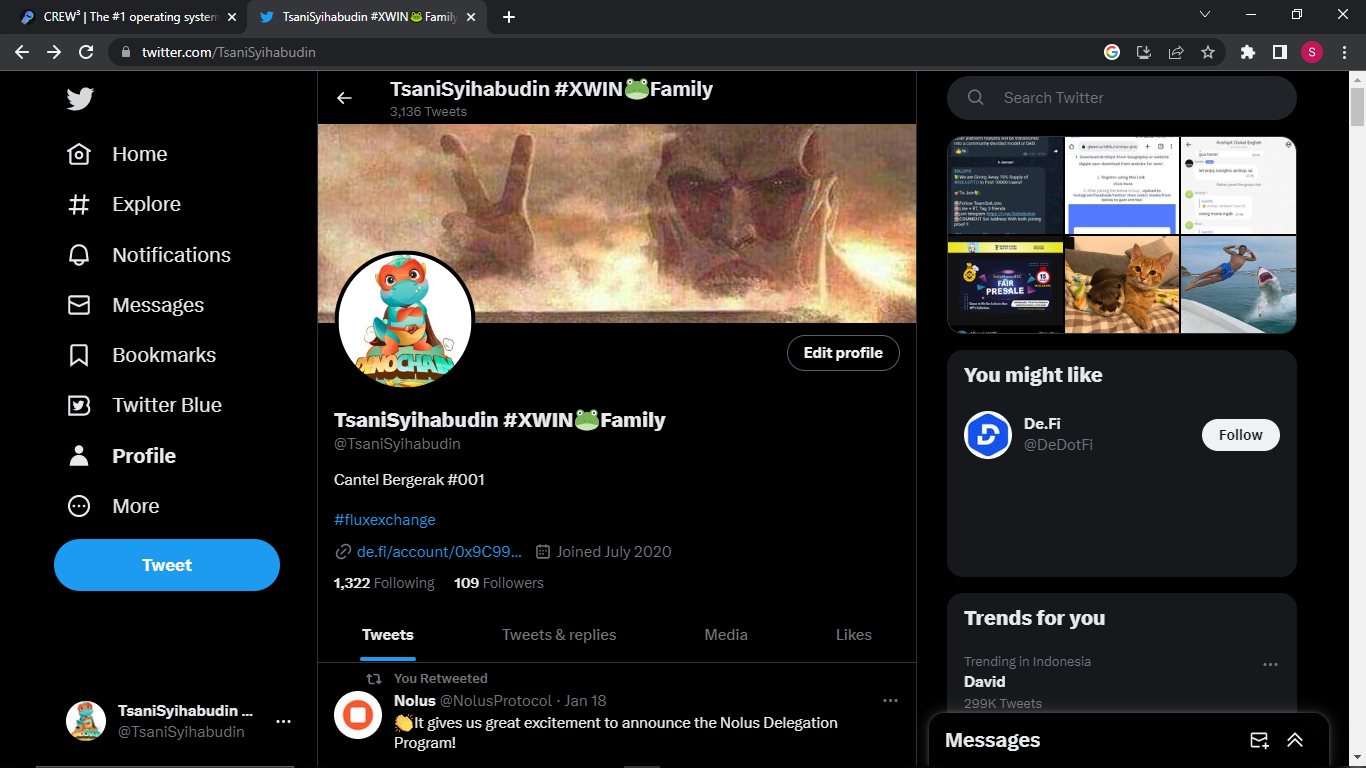 CREW³ | The #1 operating system
TsaniSyihabudin #XWIN🐸Family
twitter.com/TsaniSyihabudin
S
Home
Explore
Notifications
Messages
Bookmarks
Twitter Blue
Profile
More
Tweet
TsaniSyihabudin ...
@TsaniSyihabudin
TsaniSyihabudin #XWIN🐸Family
3,136 Tweets
Edit profile
TsaniSyihabudin #XWIN🐸Family
@TsaniSyihabudin
Cantel Bergerak #001
#fluxexchange
de.fi/account/0x9C99...
Joined July 2020
1,322 Following 109 Followers
Tweets Tweets & replies Media Likes
You Retweeted
Nolus @NolusProtocol · Jan 18
👏It gives us great excitement to announce the Nolus Delegation
Program!
Search Twitter
FAIR
PRESALE
15
You might like
De.Fi
@DeDotFi
Follow
Trends for you
Trending in Indonesia
David
299K Tweets
Messages